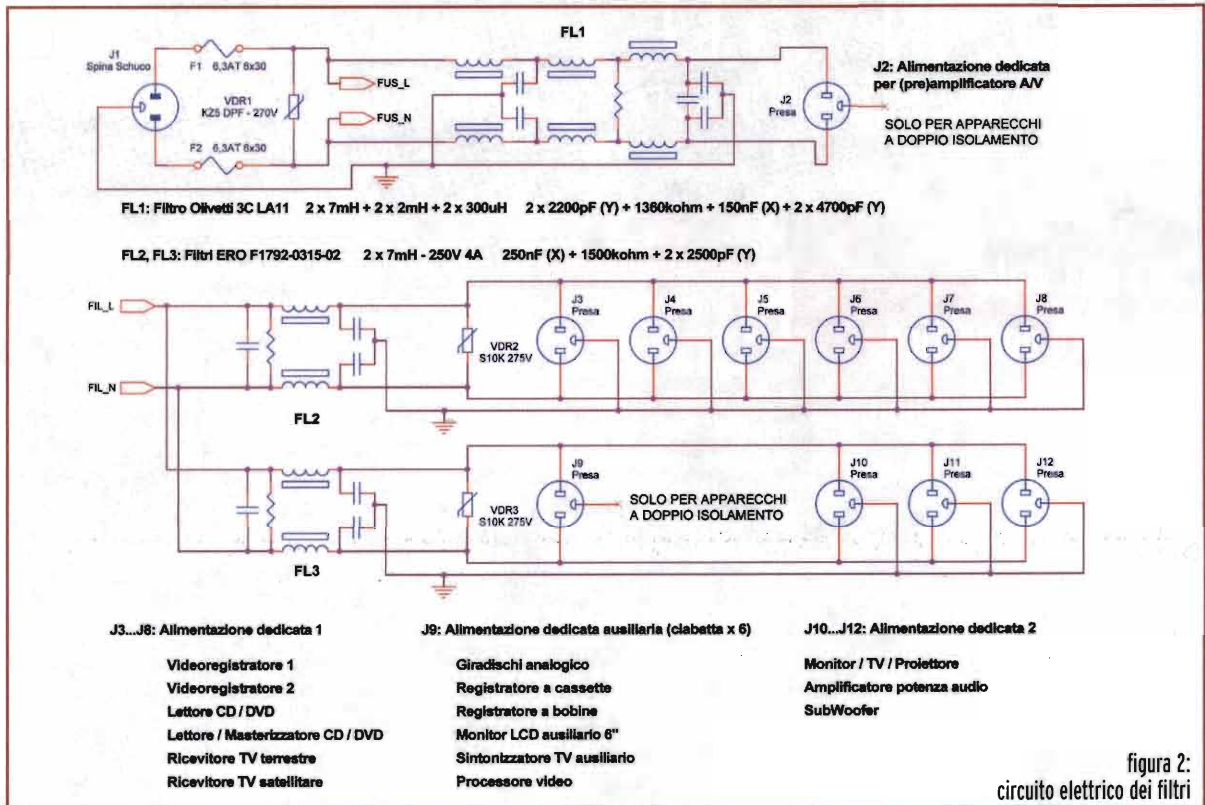 FL1
J1
Spina Schuco
F1 6,3AT 6x30
VDR1
K25 DPF - 270V
F2 6,3AT 6x30
FUS_L
FUS_N
J2
Presa
J2: Alimentazione dedicata
per (pre)amplificatore A/V
SOLO PER APPARECCHI
A DOPPIO ISOLAMENTO
FL1: Filtro Olivetti 3C LA11 2 x 7mH + 2 x 2mH + 2 x 300uH 2 x 2200pF (Y) + 1360kohm + 150nF (X) + 2 x 4700pF (Y)
FL2, FL3: Filtri ERO F1792-0315-02 2 x 7mH - 250V 4A 250nF (X) + 1500kohm + 2 x 2500pF (Y)
FIL_L
FIL_N
FL2
VDR2
S10K 275V
J3
Presa
J4
Presa
J5
Presa
J6
Presa
J7
Presa
J8
Presa
FL3
VDR3
S10K 275V
J9
Presa
SOLO PER APPARECCHI
A DOPPIO ISOLAMENTO
J10
Presa
J11
Presa
J12
Presa
J3...J8: Alimentazione dedicata 1
Videoregistratore 1
Videoregistratore 2
Lettore CD / DVD
Lettore / Masterizzatore CD / DVD
Ricevitore TV terrestre
Ricevitore TV satellitare
J9: Alimentazione dedicata ausiliaria (ciabatta x 6)
Giradischi analogico
Registratore a cassette
Registratore a bobine
Monitor LCD ausiliario 6"
Sintonizzatore TV ausiliario
Processore video
J10...J12: Alimentazione dedicata 2
Monitor / TV / Proiettore
Amplificatore potenza audio
SubWoofer
figura 2:
circuito elettrico dei filtri